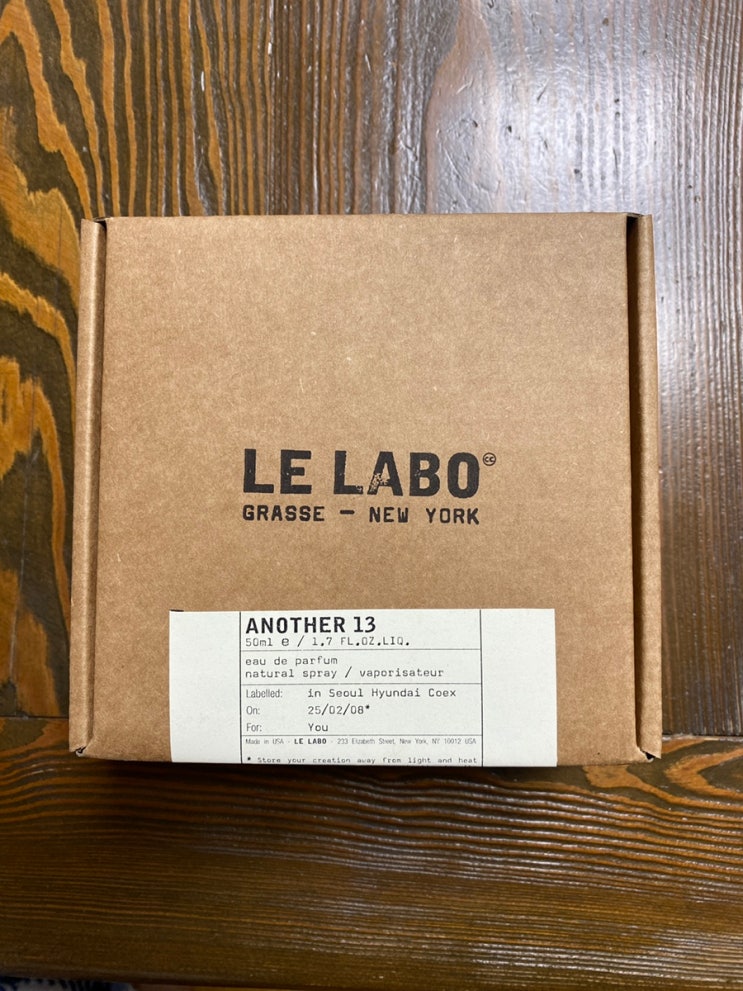 LE LABO
GRASSE – NEW YORK
ANOTHER 13
50ml e / 1.7 FL.OZ.LIQ.
eau de parfum
natural spray / vaporisateur
Labelled: in Seoul Hyundai Coex
On: 25/02/08*
For: You
Made in USA - LE LABO - 233 Elizabeth Street, New York, NY 10012 USA
* Store your creation away from light and heat